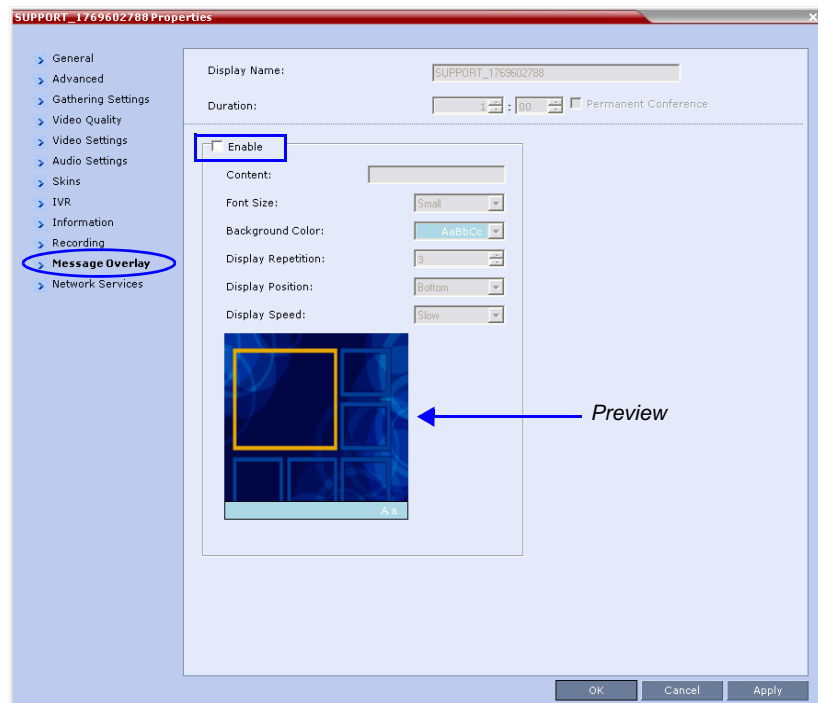 SUPPORT_1769602788 Properties
General
Advanced
Gathering Settings
Video Quality
Video Settings
Audio Settings
Skins
IVR
Information
Recording
Message Overlay
Network Services
Display Name: SUPPORT_1769602788
Duration: 1 : 00 Permanent Conference
Enable
Content:
Font Size: Small
Background Color: AaBbCc
Display Repetition: 3
Display Position: Bottom
Display Speed: Slow
Preview
Aa
OK Cancel Apply